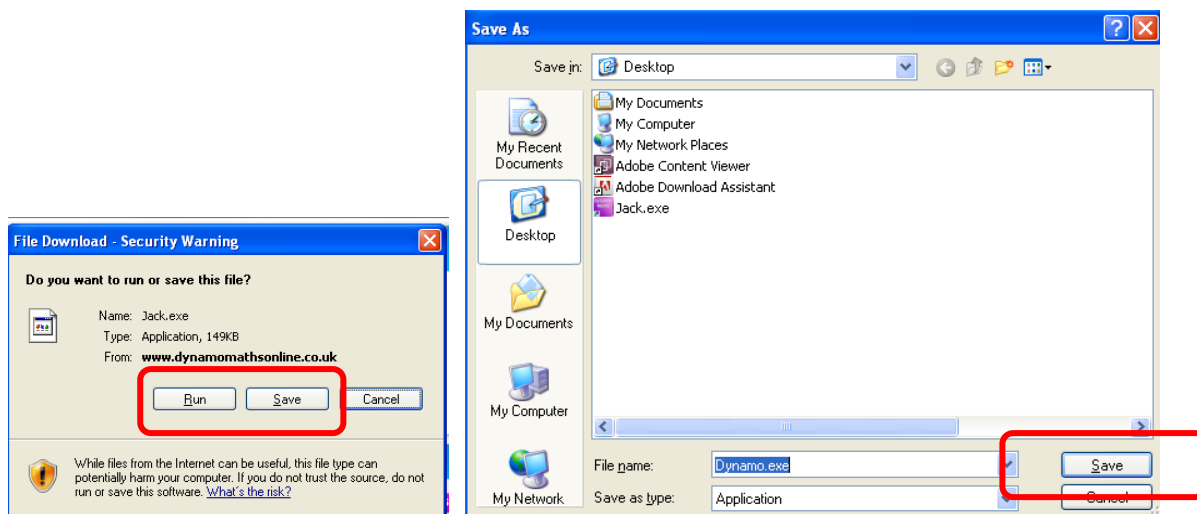 File Download - Security Warning
Do you want to run or save this file?
Name: Jack.exe
Type: Application, 149KB
From: www.dynamomathsonline.co.uk
Run Save Cancel
While files from the Internet can be useful, this file type can
potentially harm your computer. If you do not trust the source, do not
run or save this software. What's the risk?
Save As
Save in: Desktop
My Recent
Documents
Desktop
My Documents
My Computer
My Network
My Documents
My Computer
My Network Places
Adobe Content Viewer
Adobe Download Assistant
Jack.exe
File name: Dynamo.exe Save
Save as type: Application Cancel